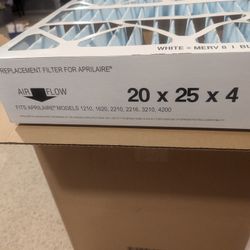 WHITE = MERV 8 | BL
REPLACEMENT FILTER FOR APRILAIRE®
AIR FLOW
20 x 25 x 4
FITS APRILAIRE® MODELS 1210, 1620, 2210, 2216, 3210, 4200